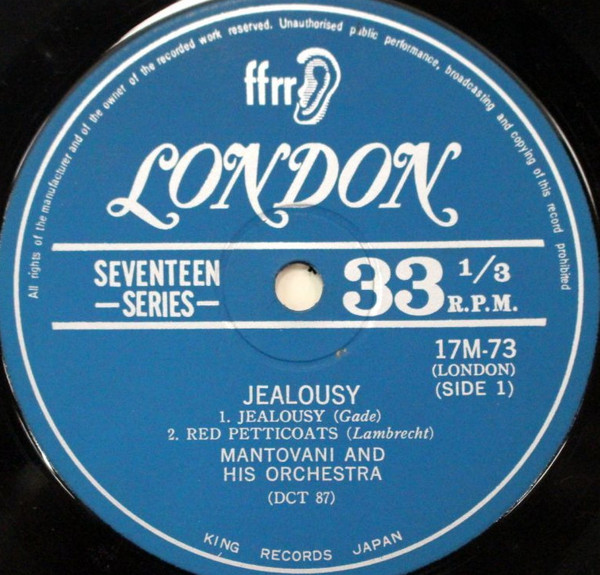 All rights of the manufacturer and of the owner of the recorded work reserved. Unauthorised public performance, broadcasting and copying of this record prohibited
ffrr
LONDON
SEVENTEEN
—SERIES—
33 1/3
R.P.M.
17M-73
(LONDON)
(SIDE 1)
JEALOUSY
1. JEALOUSY (Gade)
2. RED PETTICOATS (Lambrecht)
MANTOVANI AND
HIS ORCHESTRA
(DCT 87)
KING RECORDS JAPAN